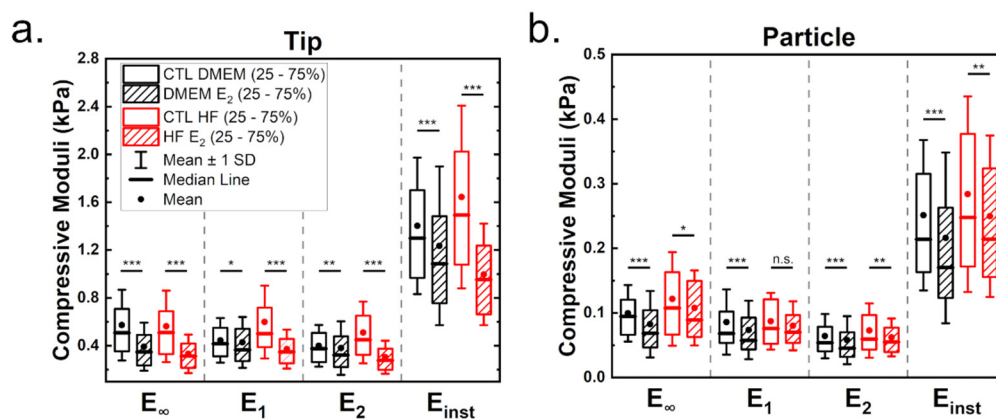 a.
Tip
Compressive Moduli (kPa)
2.8
2.4
2.0
1.6
1.2
0.8
0.4
CTL DMEM (25 - 75%)
DMEM E₂ (25 - 75%)
CTL HF (25 - 75%)
HF E₂ (25 - 75%)
Mean ± 1 SD
Median Line
Mean
*** *** * *** ** *** *** ***
E∞ E₁ E₂ Einst
b.
Particle
Compressive Moduli (kPa)
0.5
0.4
0.3
0.2
0.1
0.0
*** * *** n.s. *** ** *** **
E∞ E₁ E₂ Einst